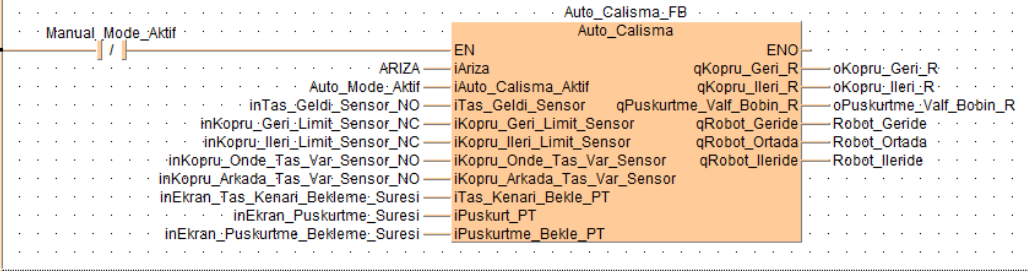 Auto_Calisma_FB
Manual_Mode_Aktif Auto_Calisma
/ EN ENO
ARIZA iAriza qKopru_Geri_R oKopru_Geri_R
Auto_Mode_Aktif iAuto_Calisma_Aktif qKopru_Ileri_R oKopru_Ileri_R
inTas_Geldi_Sensor_NO iTas_Geldi_Sensor qPuskurtme_Valf_Bobin_R oPuskurtme_Valf_Bobin_R
inKopru_Geri_Limit_Sensor_NC iKopru_Geri_Limit_Sensor qRobot_Geride Robot_Geride
inKopru_Ileri_Limit_Sensor_NC iKopru_Ileri_Limit_Sensor qRobot_Ortada Robot_Ortada
inKopru_Onde_Tas_Var_Sensor_NO iKopru_Onde_Tas_Var_Sensor qRobot_Ileride Robot_Ileride
inKopru_Arkada_Tas_Var_Sensor_NO iKopru_Arkada_Tas_Var_Sensor
inEkran_Tas_Kenari_Bekleme_Suresi iTas_Kenari_Bekle_PT
inEkran_Puskurtme_Suresi iPuskurt_PT
inEkran_Puskurtme_Bekleme_Suresi iPuskurtme_Bekle_PT